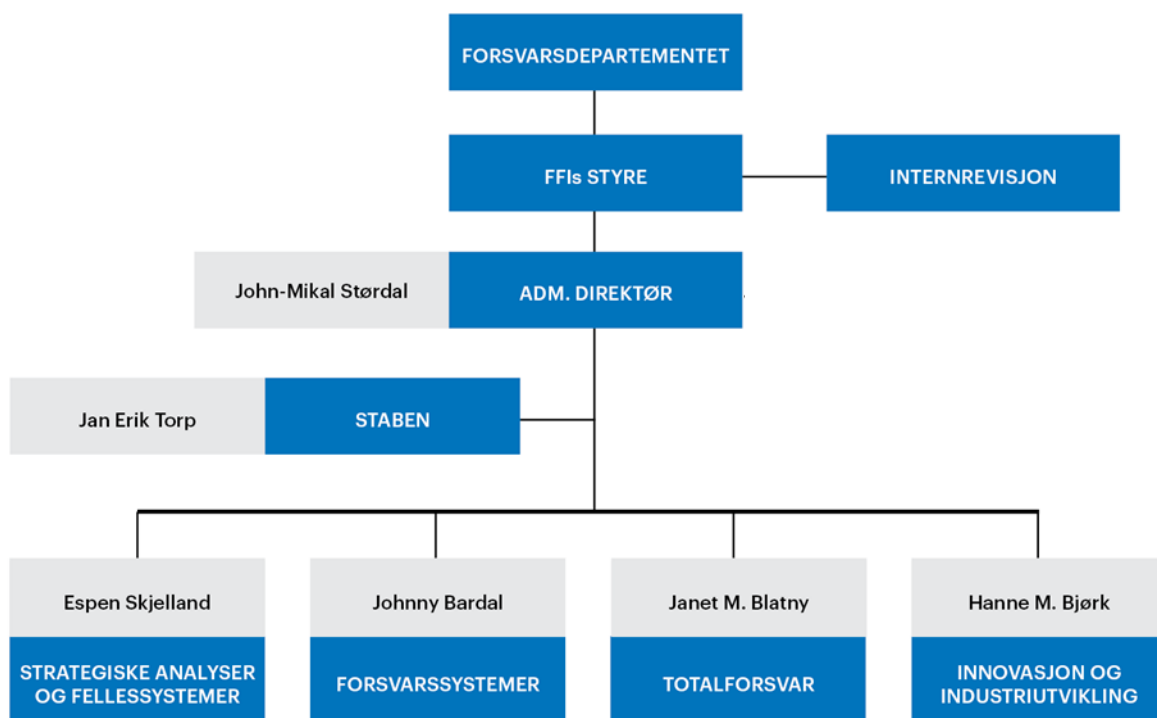 FORSVARSDEPARTEMENTET
FFIs STYRE
INTERNREVISJON
John-Mikal Størdal
ADM. DIREKTØR
Jan Erik Torp
STABEN
Espen Skjelland
Johnny Bardal
Janet M. Blatny
Hanne M. Bjørk
STRATEGISKE ANALYSER
OG FELLESSYSTEMER
FORSVARSSYSTEMER
TOTALFORSVAR
INNOVASJON OG
INDUSTRIUTVIKLING